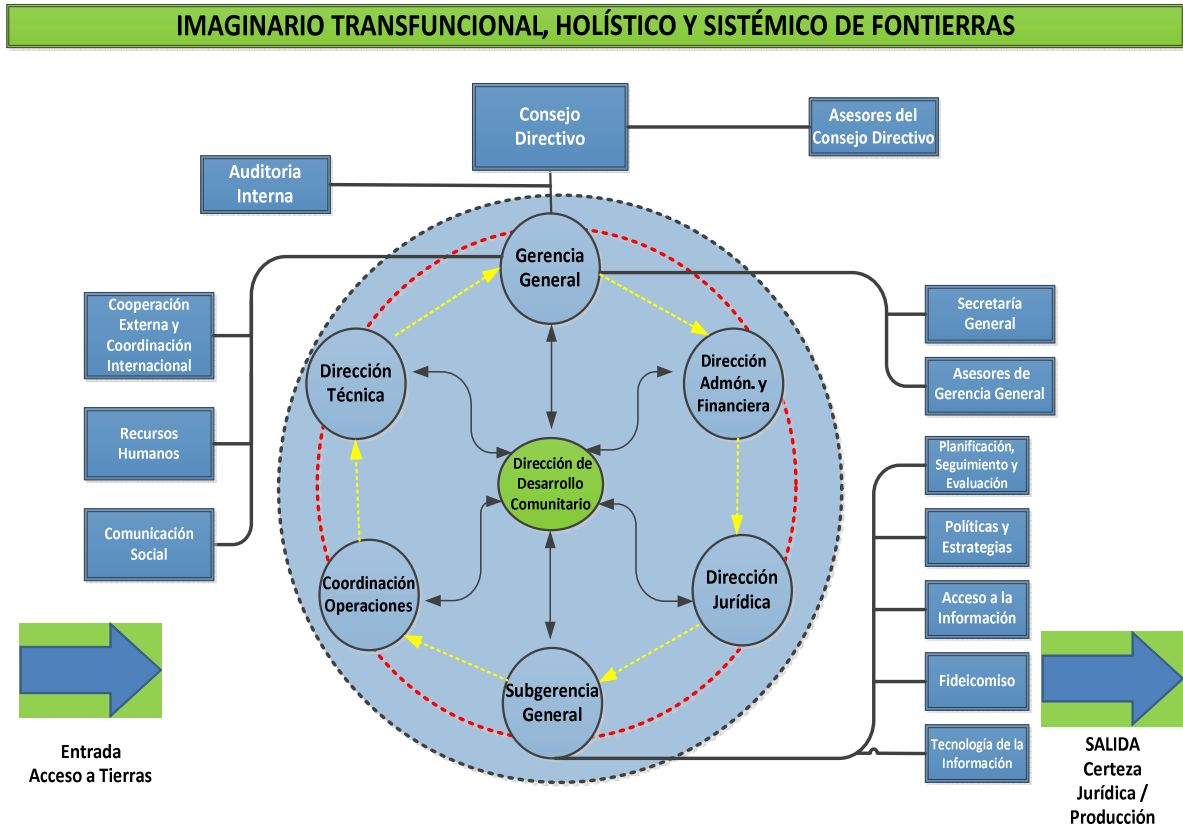 IMAGINARIO TRANSFUNCIONAL, HOLÍSTICO Y SISTÉMICO DE FONTIERRAS
Consejo
Directivo
Asesores del
Consejo Directivo
Auditoria
Interna
Gerencia
General
Cooperación
Externa y
Coordinación
Internacional
Recursos
Humanos
Comunicación
Social
Secretaría
General
Asesores de
Gerencia General
Dirección
Técnica
Dirección
Admón. y
Financiera
Dirección de
Desarrollo
Comunitario
Coordinación
Operaciones
Dirección
Jurídica
Subgerencia
General
Planificación,
Seguimiento y
Evaluación
Políticas y
Estrategias
Acceso a la
Información
Fideicomiso
Tecnología de la
Información
Entrada
Acceso a Tierras
SALIDA
Certeza
Jurídica /
Producción